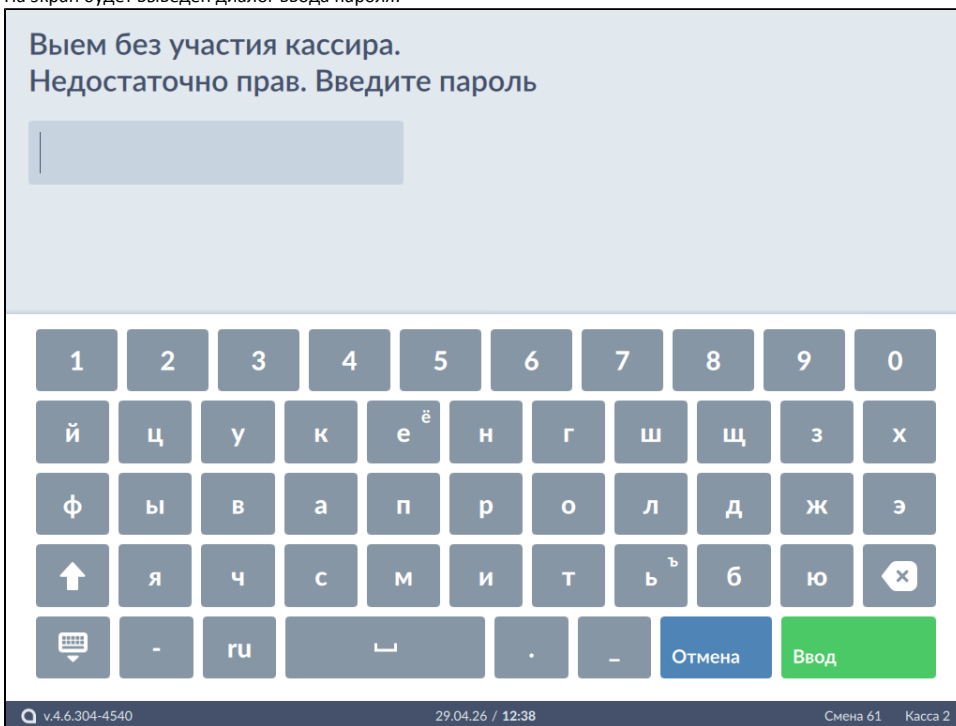 На экран будет выведен диалог ввода пароля:
Выем без участия кассира.
Недостаточно прав. Введите пароль
1 2 3 4 5 6 7 8 9 0
й ц у к е ё н г ш щ з х
ф ы в а п р о л д ж э
я ч с м и т ь ъ б ю
- ru . _ Отмена Ввод
v.4.6.304-4540 29.04.26 / 12:38 Смена 61 Касса 2